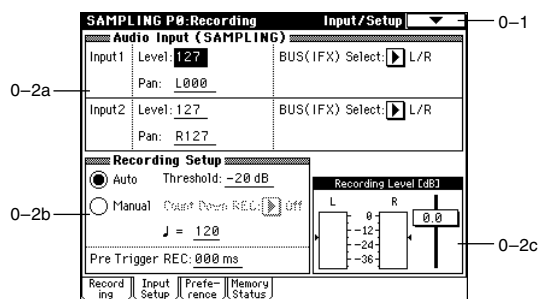 SAMPLING P0:Recording Input/Setup
0-1
Audio Input (SAMPLING)
Input1 Level: 127 BUS(IFX) Select: L/R
Pan: L000
0-2a
Input2 Level: 127 BUS(IFX) Select: L/R
Pan: R127
Recording Setup
Auto Threshold: -20 dB
Manual Count Down REC: Off
♩ = 120
0-2b
Pre Trigger REC: 000 ms
Recording Level [dB]
L R
0.0
0
-12
-24
-36
0-2c
Record ing
Input Setup
Prefe- rence
Memory Status